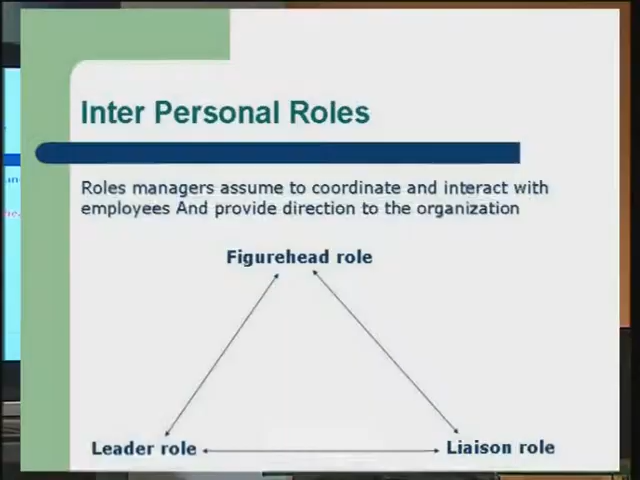 Inter Personal Roles
Roles managers assume to coordinate and interact with
employees And provide direction to the organization
Figurehead role
Leader role
Liaison role